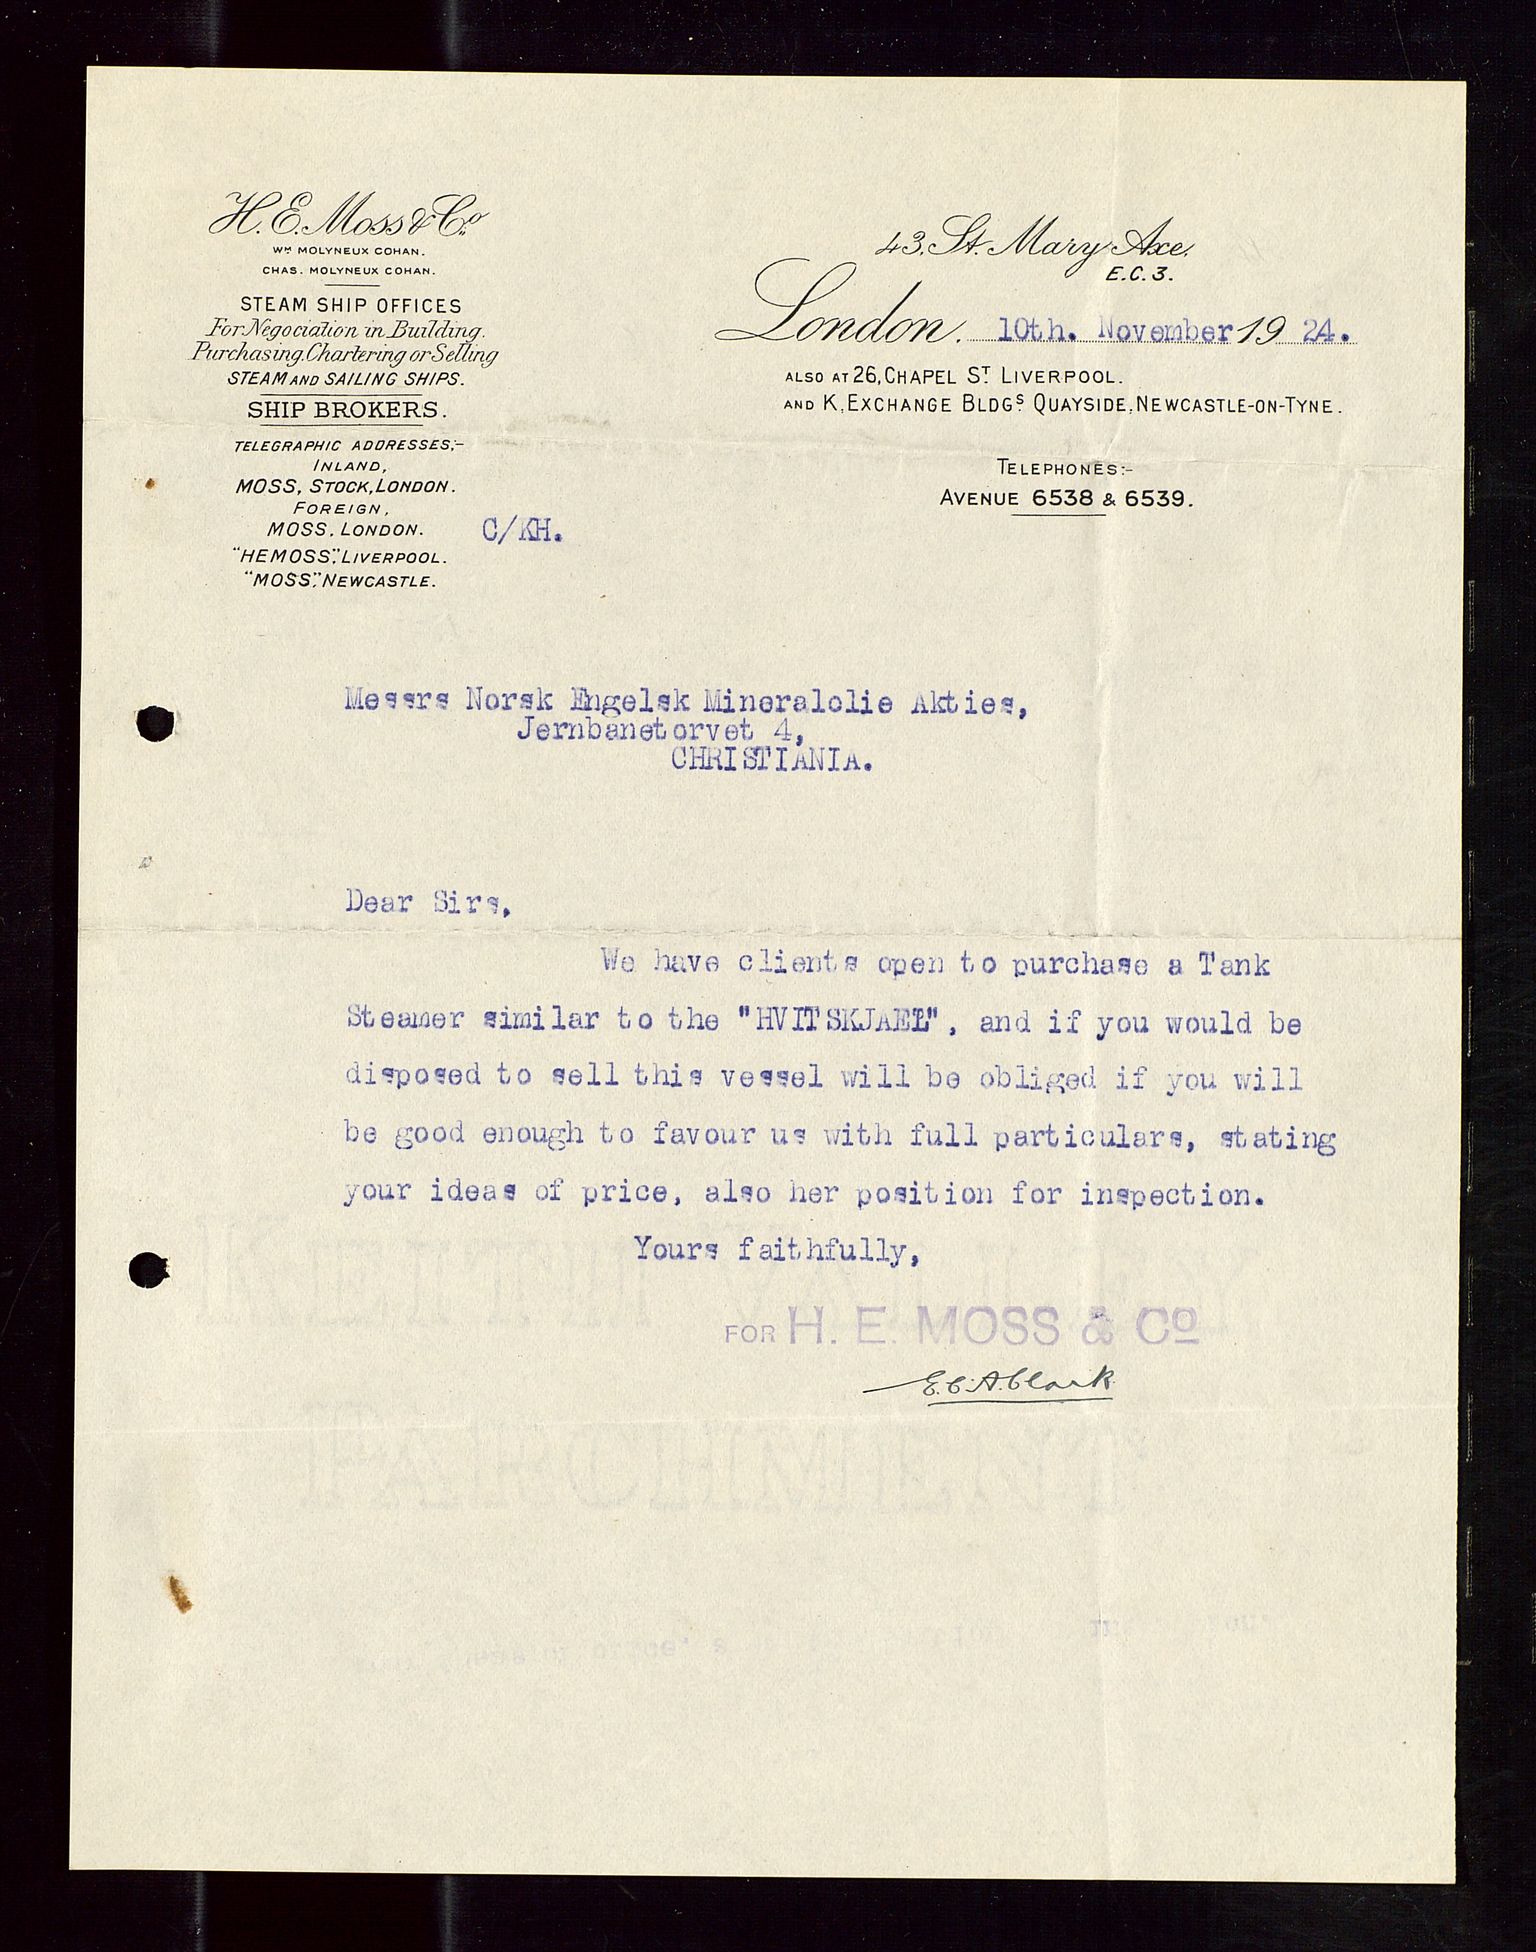 H. E. Moss & Co.
WM MOLYNEUX COHAN.
CHAS. MOLYNEUX COHAN.
STEAM SHIP OFFICES
For Negociation in Building.
Purchasing, Chartering or Selling
STEAM AND SAILING SHIPS.
SHIP BROKERS.
TELEGRAPHIC ADDRESSES;-
INLAND,
MOSS, STOCK, LONDON.
FOREIGN,
MOSS, LONDON.
"HEMOSS", LIVERPOOL.
"MOSS", NEWCASTLE.
43, St. Mary Axe,
E.C.3.
London. 10th. November 19 24.
ALSO AT 26, CHAPEL ST LIVERPOOL.
AND K, EXCHANGE BLDGS QUAYSIDE, NEWCASTLE-ON-TYNE.
TELEPHONES:-
AVENUE 6538 & 6539.
C/KH.
Messrs Norsk Engelsk Mineralolie Akties,
Jernbanetorvet 4,
CHRISTIANIA.
Dear Sirs,
We have clients open to purchase a Tank
Steamer similar to the "HVITSKJAEL", and if you would be
disposed to sell this vessel will be obliged if you will
be good enough to favour us with full particulars, stating
your ideas of price, also her position for inspection.
Yours faithfully,
FOR H. E. MOSS & Co
E.C.A. Clark
PARCHMENT